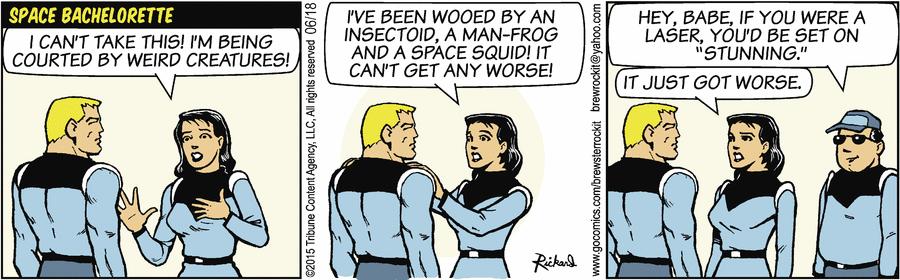 SPACE BACHELORETTE
I CAN'T TAKE THIS! I'M BEING
COURTED BY WEIRD CREATURES!
©2015 Tribune Content Agency, LLC, All rights reserved 06/18
I'VE BEEN WOOED BY AN
INSECTOID, A MAN-FROG
AND A SPACE SQUID! IT
CAN'T GET ANY WORSE!
Rickard
www.gocomics.com/brewsterrockit brewrockit@yahoo.com
HEY, BABE, IF YOU WERE A
LASER, YOU'D BE SET ON
"STUNNING."
IT JUST GOT WORSE.